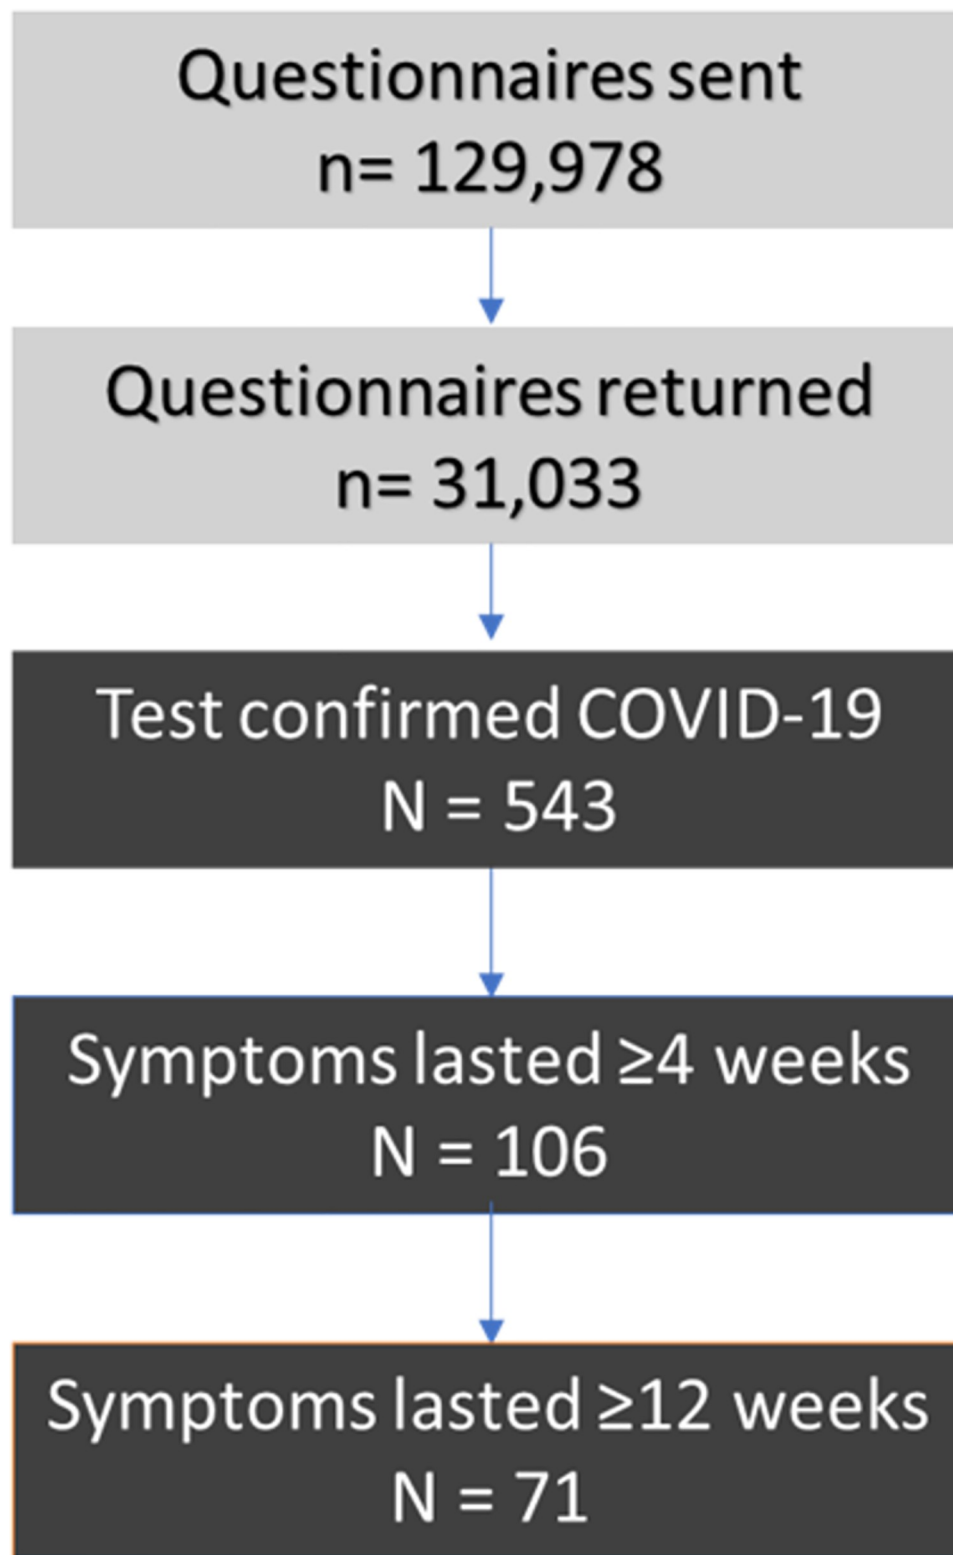 Questionnaires sent
n= 129,978
Questionnaires returned
n= 31,033
Test confirmed COVID-19
N = 543
Symptoms lasted ≥4 weeks
N = 106
Symptoms lasted ≥12 weeks
N = 71